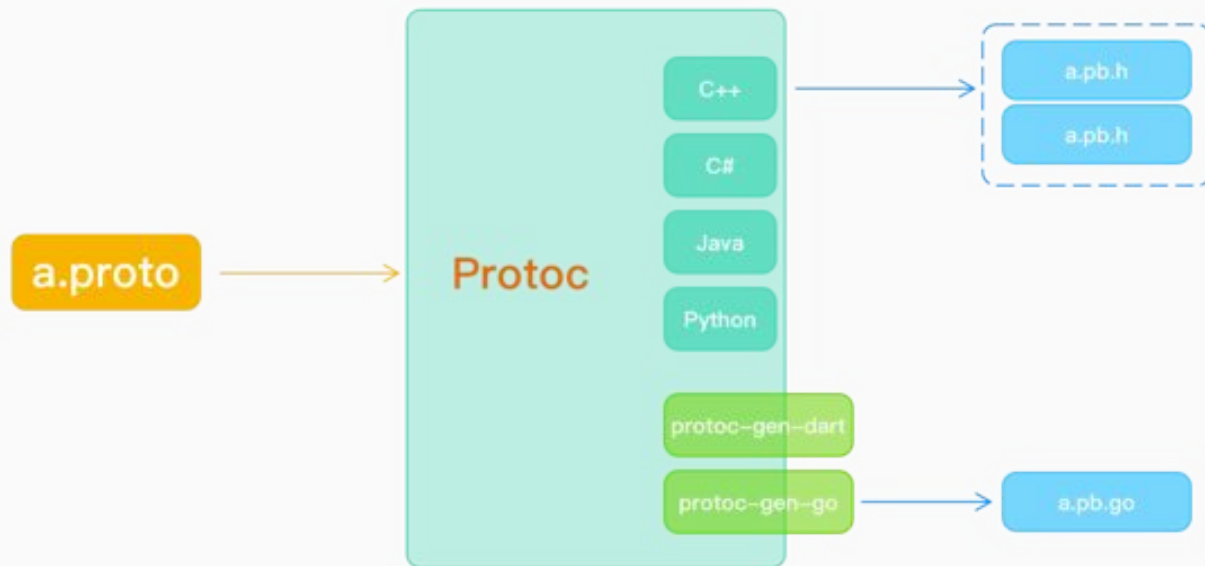 a.proto
Protoc
C++
C#
Java
Python
protoc-gen-dart
protoc-gen-go
a.pb.h
a.pb.h
a.pb.go